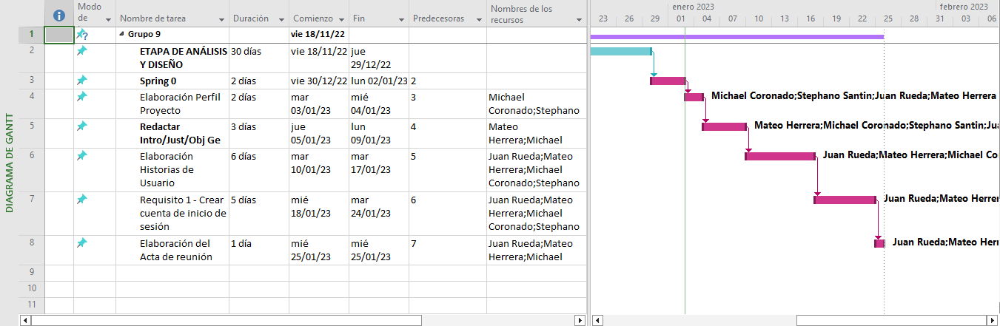 DIAGRAMA DE GANTT
Modo
de
Nombre de tarea
Duración
Comienzo
Fin
Predecesoras
Nombres de los
recursos
enero 2023
febrero 2023
23 26 29 01 04 07 10 13 16 19 22 25 28 31 03 06
1 Grupo 9 vie 18/11/22
2 ETAPA DE ANÁLISIS 30 días vie 18/11/22 jue
Y DISEÑO 29/12/22
3 Spring 0 2 días vie 30/12/22 lun 02/01/23 2
4 Elaboración Perfil 2 días mar mié 3 Michael
Proyecto 03/01/23 04/01/23 Coronado;Stephano
Michael Coronado;Stephano Santin;Juan Rueda;Mateo Herrera
5 Redactar 3 días jue lun 4 Mateo
Intro/Just/Obj Ge 05/01/23 09/01/23 Herrera;Michael
Mateo Herrera;Michael Coronado;Stephano Santin;Jua
6 Elaboración 6 días mar mar 5 Juan Rueda;Mateo
Historias de 10/01/23 17/01/23 Herrera;Michael
Usuario Coronado;Stephano
Juan Rueda;Mateo Herrera;Michael Co
7 Requisito 1 - Crear 5 días mié mar 6 Juan Rueda;Mateo
cuenta de inicio de 18/01/23 24/01/23 Herrera;Michael
sesión Coronado;Stephano
Juan Rueda;Mateo Herre
8 Elaboración del 1 día mié mié 7 Juan Rueda;Mateo
Acta de reunión 25/01/23 25/01/23 Herrera;Michael
Juan Rueda;Mateo Her
9
10
11